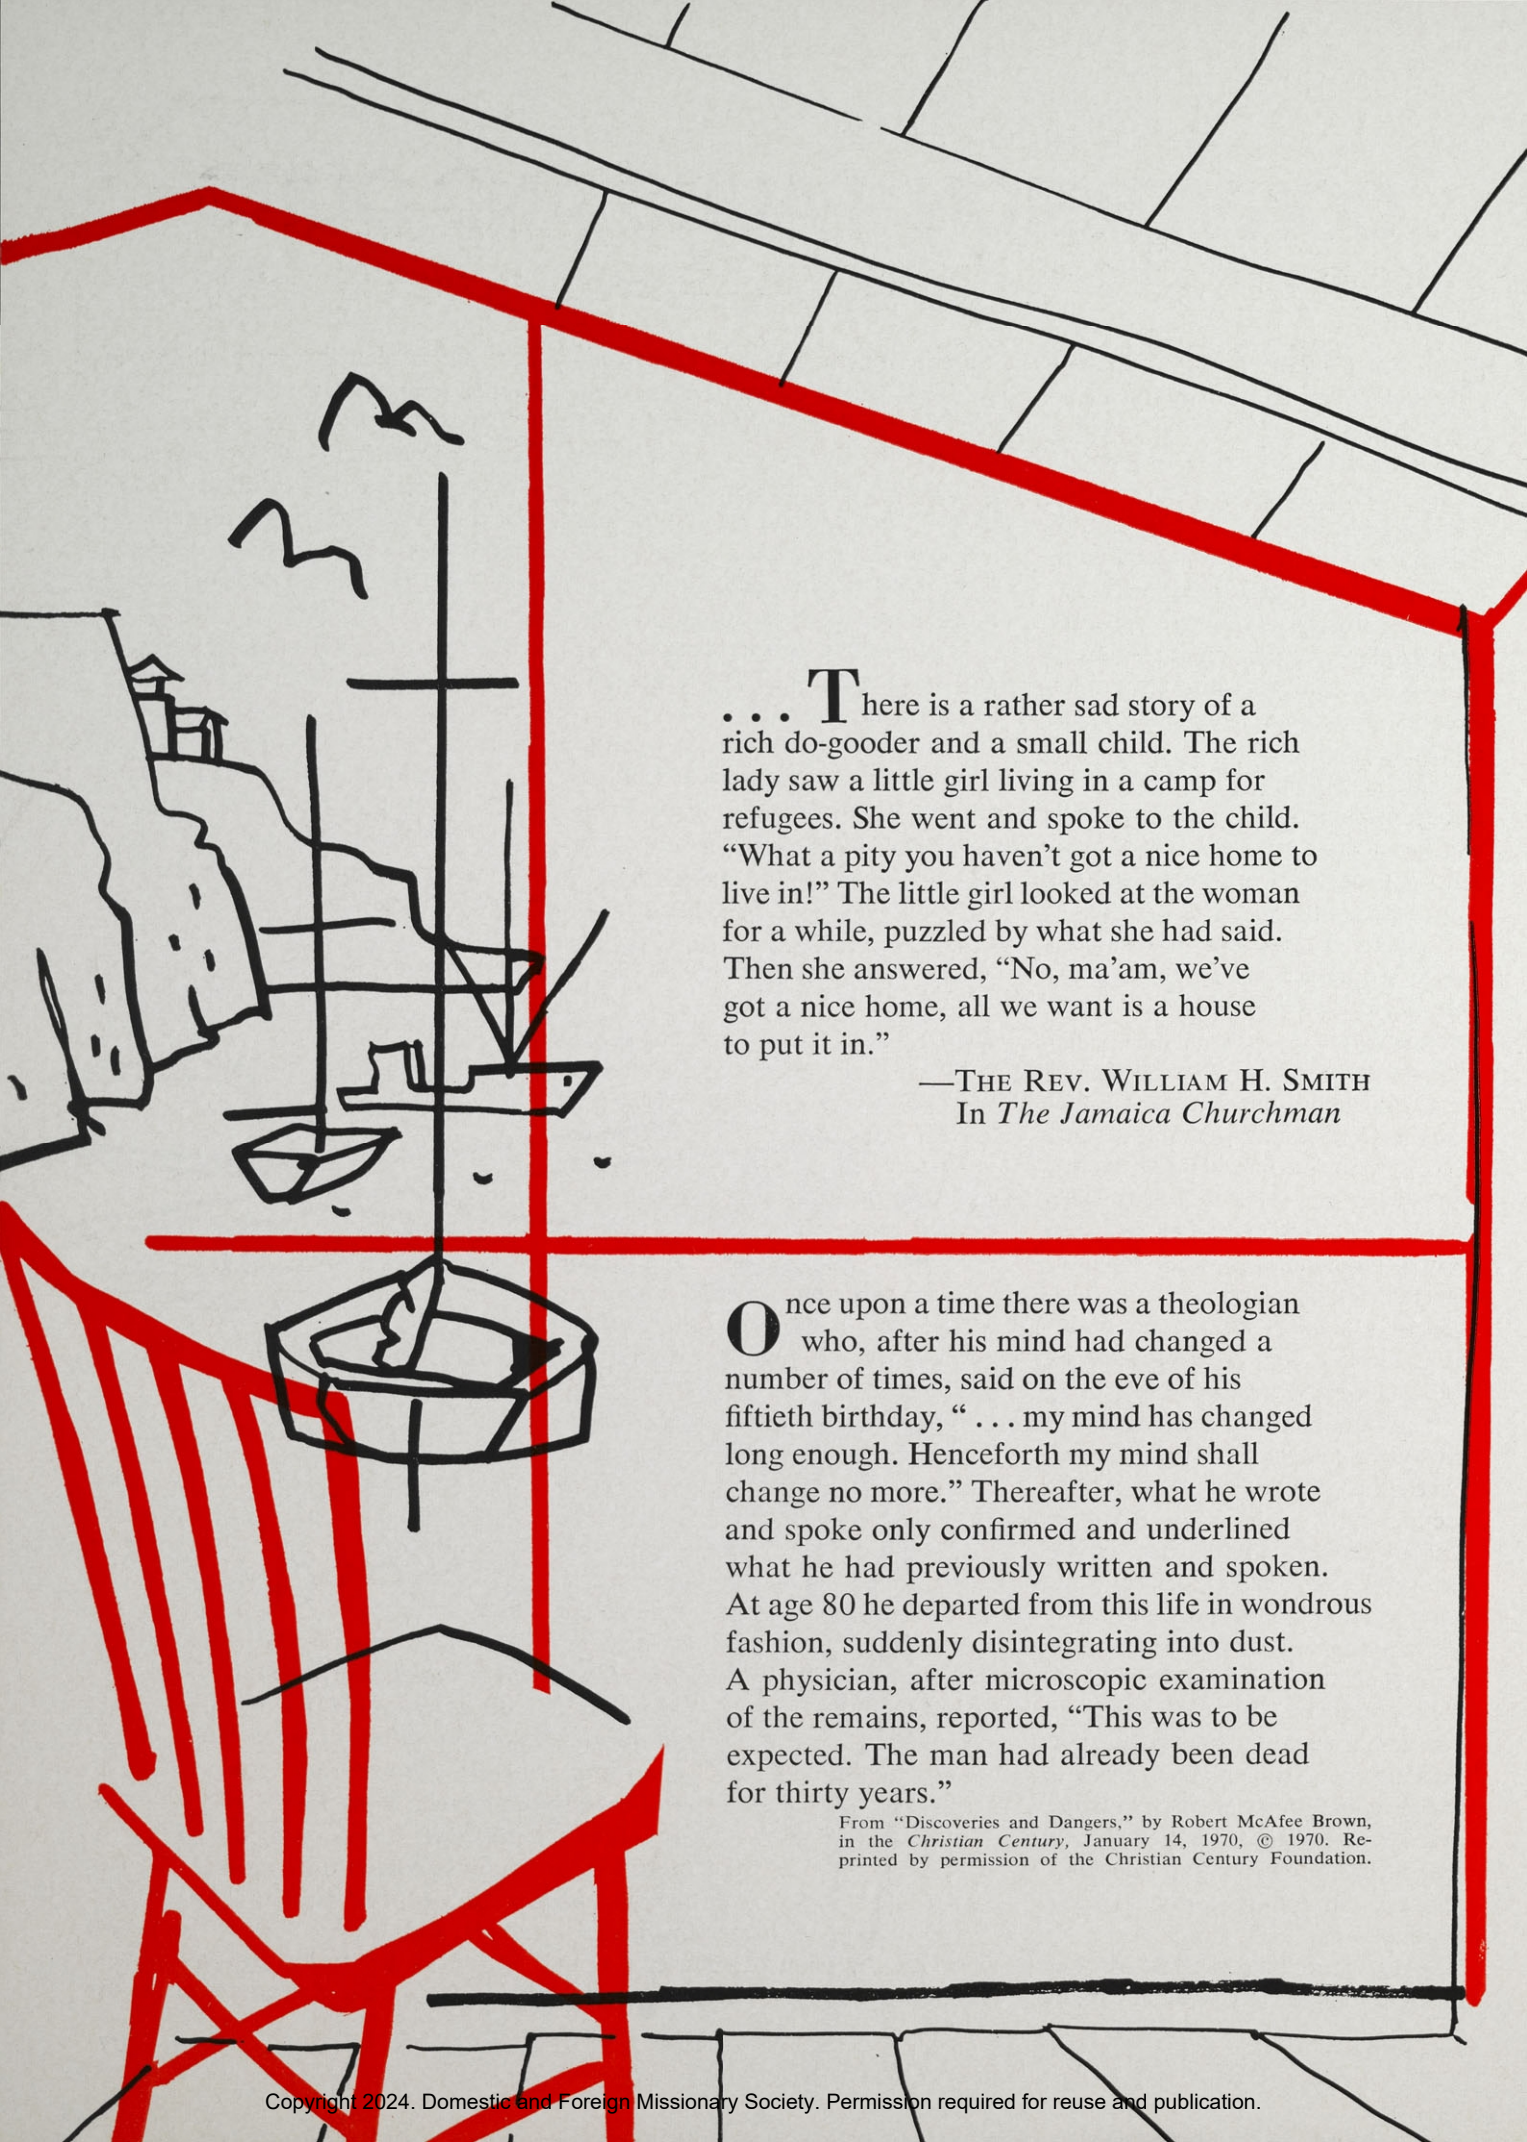 . . . There is a rather sad story of a
rich do-gooder and a small child. The rich
lady saw a little girl living in a camp for
refugees. She went and spoke to the child.
“What a pity you haven’t got a nice home to
live in!” The little girl looked at the woman
for a while, puzzled by what she had said.
Then she answered, “No, ma’am, we’ve
got a nice home, all we want is a house
to put it in.”
—THE REV. WILLIAM H. SMITH
In The Jamaica Churchman
Once upon a time there was a theologian
who, after his mind had changed a
number of times, said on the eve of his
fiftieth birthday, “ . . . my mind has changed
long enough. Henceforth my mind shall
change no more.” Thereafter, what he wrote
and spoke only confirmed and underlined
what he had previously written and spoken.
At age 80 he departed from this life in wondrous
fashion, suddenly disintegrating into dust.
A physician, after microscopic examination
of the remains, reported, “This was to be
expected. The man had already been dead
for thirty years.”
From “Discoveries and Dangers,” by Robert McAfee Brown,
in the Christian Century, January 14, 1970, © 1970. Re-
printed by permission of the Christian Century Foundation.
Copyright 2024. Domestic and Foreign Missionary Society. Permission required for reuse and publication.